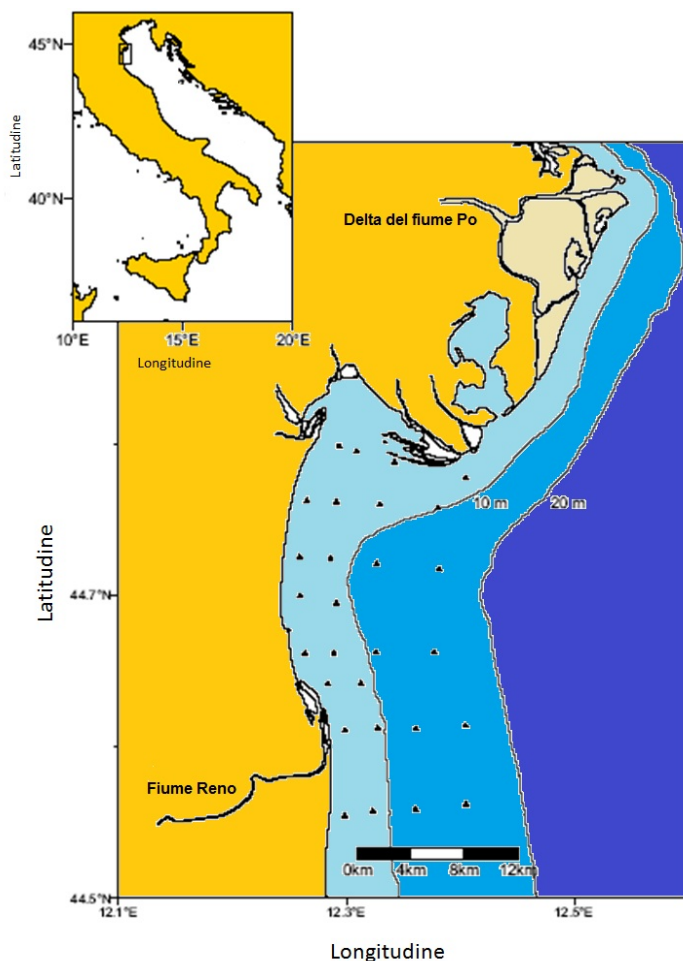 45°N
Latitudine
40°N
10°E
15°E
20°E
Longitudine
Delta del fiume Po
10 m
20 m
Latitudine
44.7°N
Fiume Reno
0km
4km
8km
12km
44.5°N
12.1°E
12.3°E
12.5°E
Longitudine